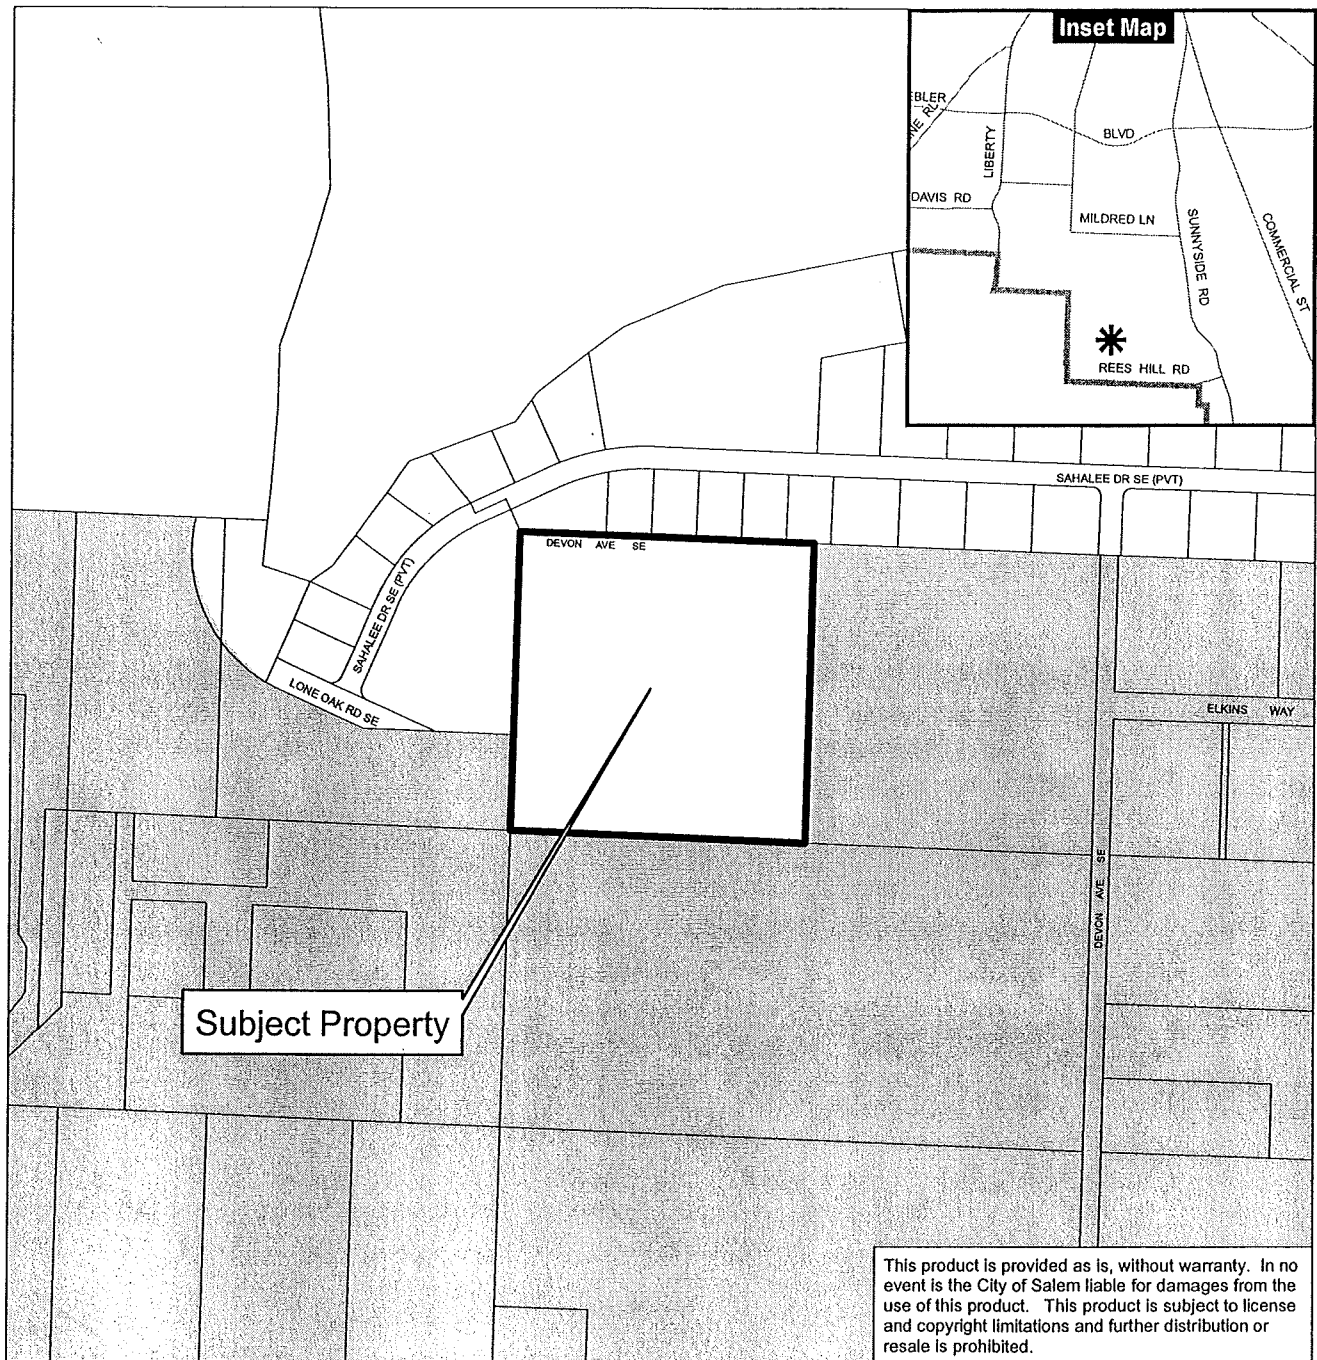 Inset Map
EBLER
NE RD
LIBERTY
BLVD
DAVIS RD
MILDRED LN
SUNNYSIDE RD
COMMERCIAL ST
REES HILL RD
SAHALEE DR SE (PVT)
DEVON AVE SE
SAHALEE DR SE (PVT)
LONE OAK RD SE
ELKINS WAY
DEVON AVE SE
Subject Property
This product is provided as is, without warranty. In no
event is the City of Salem liable for damages from the
use of this product. This product is subject to license
and copyright limitations and further distribution or
resale is prohibited.